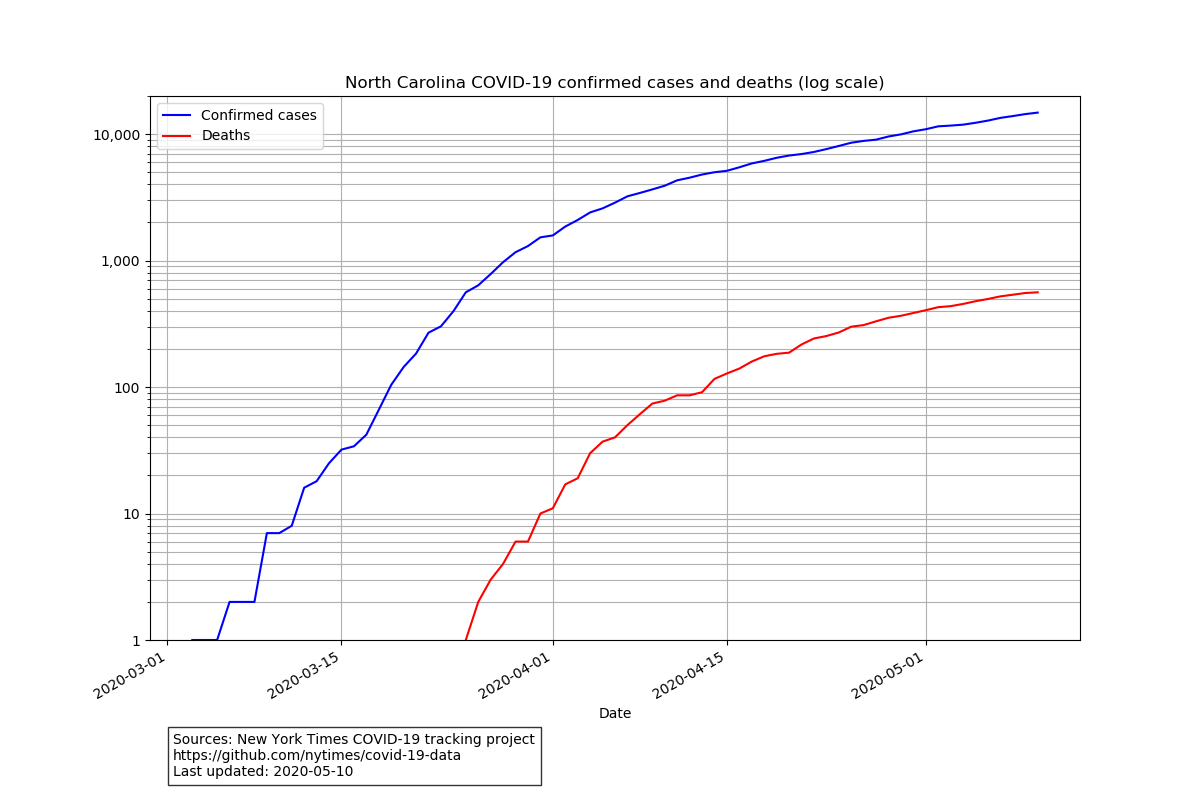 North Carolina COVID-19 confirmed cases and deaths (log scale)
Confirmed cases
Deaths
10,000
1,000
100
10
1
2020-03-01
2020-03-15
2020-04-01
2020-04-15
2020-05-01
Date
Sources: New York Times COVID-19 tracking project
https://github.com/nytimes/covid-19-data
Last updated: 2020-05-10